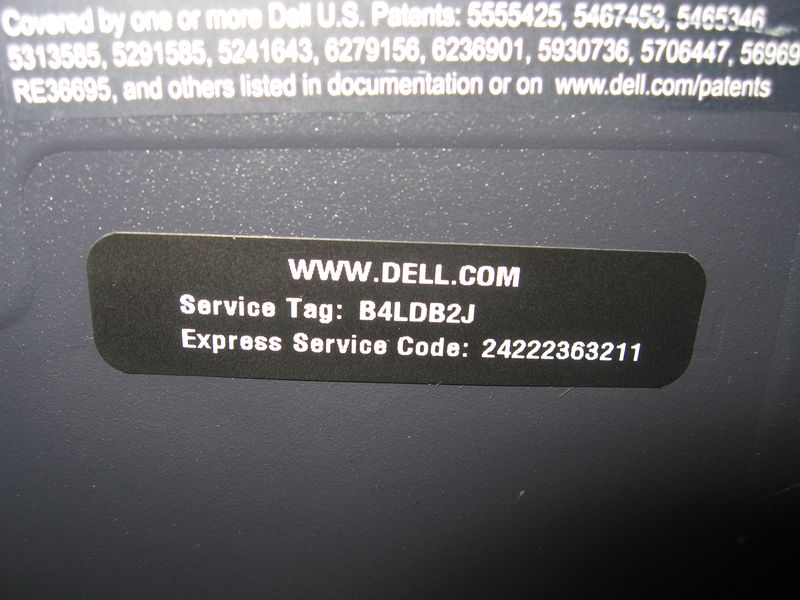 Covered by one or more Dell U.S. Patents: 5555425, 5467453, 5465346
5313585, 5291585, 5241643, 6279156, 6236901, 5930736, 5706447, 56969
RE36695, and others listed in documentation or on www.dell.com/patents
WWW.DELL.COM
Service Tag: B4LDB2J
Express Service Code: 24222363211